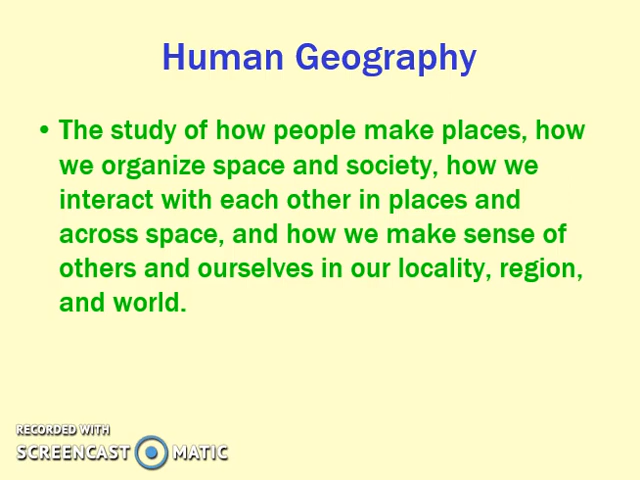 Human Geography
• The study of how people make places, how
we organize space and society, how we
interact with each other in places and
across space, and how we make sense of
others and ourselves in our locality, region,
and world.
RECORDED WITH
SCREENCAST MATIC